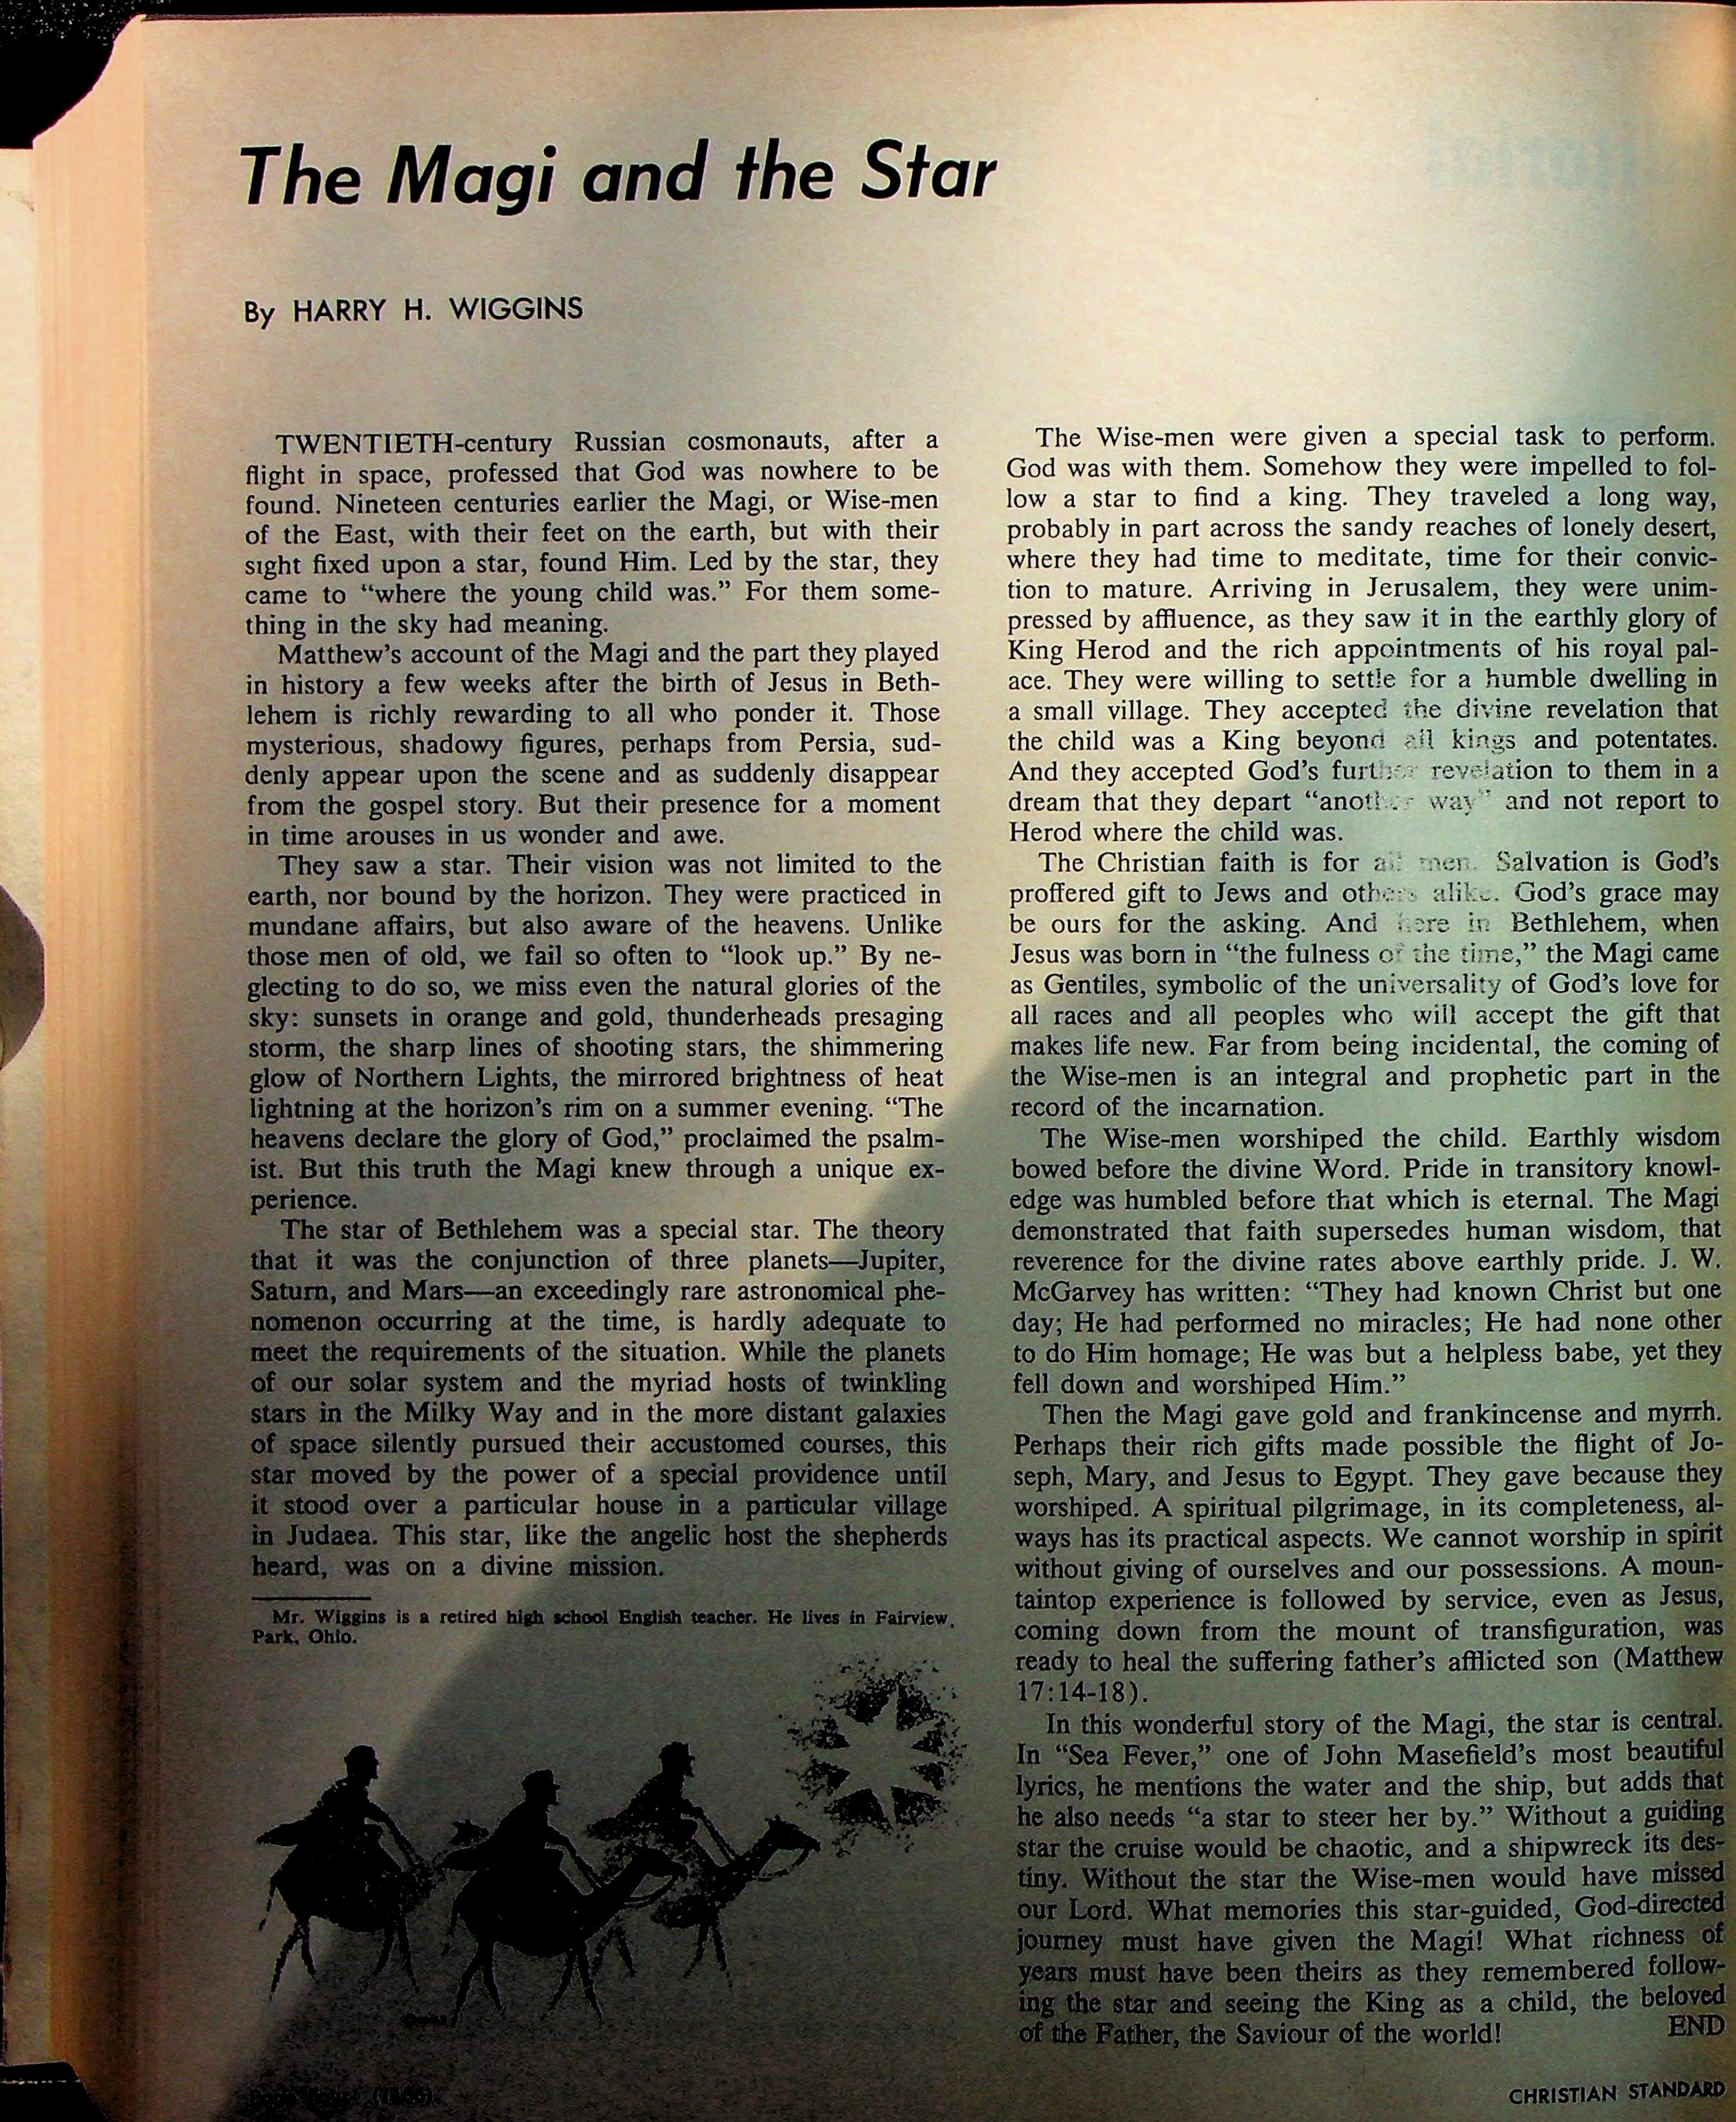 The Magi and the Star
By HARRY H. WIGGINS
TWENTIETH-century Russian cosmonauts, after a
flight in space, professed that God was nowhere to be
found. Nineteen centuries earlier the Magi, or Wise-men
of the East, with their feet on the earth, but with their
sight fixed upon a star, found Him. Led by the star, they
came to “where the young child was.” For them some-
thing in the sky had meaning.
Matthew’s account of the Magi and the part they played
in history a few weeks after the birth of Jesus in Beth-
lehem is richly rewarding to all who ponder it. Those
mysterious, shadowy figures, perhaps from Persia, sud-
denly appear upon the scene and as suddenly disappear
from the gospel story. But their presence for a moment
in time arouses in us wonder and awe.
They saw a star. Their vision was not limited to the
earth, nor bound by the horizon. They were practiced in
mundane affairs, but also aware of the heavens. Unlike
those men of old, we fail so often to “look up.” By ne-
glecting to do so, we miss even the natural glories of the
sky: sunsets in orange and gold, thunderheads presaging
storm, the sharp lines of shooting stars, the shimmering
glow of Northern Lights, the mirrored brightness of heat
lightning at the horizon’s rim on a summer evening. “The
heavens declare the glory of God,” proclaimed the psalm-
ist. But this truth the Magi knew through a unique ex-
perience.
The star of Bethlehem was a special star. The theory
that it was the conjunction of three planets—Jupiter,
Saturn, and Mars—an exceedingly rare astronomical phe-
nomenon occurring at the time, is hardly adequate to
meet the requirements of the situation. While the planets
of our solar system and the myriad hosts of twinkling
stars in the Milky Way and in the more distant galaxies
of space silently pursued their accustomed courses, this
star moved by the power of a special providence until
it stood over a particular house in a particular village
in Judaea. This star, like the angelic host the shepherds
heard, was on a divine mission.
Mr. Wiggins is a retired high school English teacher. He lives in Fairview
Park, Ohio.
The Wise-men were given a special task to perform.
God was with them. Somehow they were impelled to fol-
low a star to find a king. They traveled a long way,
probably in part across the sandy reaches of lonely desert,
where they had time to meditate, time for their convic-
tion to mature. Arriving in Jerusalem, they were unim-
pressed by affluence, as they saw it in the earthly glory of
King Herod and the rich appointments of his royal pal-
ace. They were willing to settle for a humble dwelling in
a small village. They accepted the divine revelation that
the child was a King beyond all kings and potentates.
And they accepted God’s further revelation to them in a
dream that they depart “another way” and not report to
Herod where the child was.
The Christian faith is for all men. Salvation is God’s
proffered gift to Jews and others alike. God’s grace may
be ours for the asking. And here in Bethlehem, when
Jesus was born in “the fulness of the time,” the Magi came
as Gentiles, symbolic of the universality of God’s love for
all races and all peoples who will accept the gift that
makes life new. Far from being incidental, the coming of
the Wise-men is an integral and prophetic part in the
record of the incarnation.
The Wise-men worshiped the child. Earthly wisdom
bowed before the divine Word. Pride in transitory knowl-
edge was humbled before that which is eternal. The Magi
demonstrated that faith supersedes human wisdom, that
reverence for the divine rates above earthly pride. J. W.
McGarvey has written: “They had known Christ but one
day; He had performed no miracles; He had none other
to do Him homage; He was but a helpless babe, yet they
fell down and worshiped Him.”
Then the Magi gave gold and frankincense and myrrh.
Perhaps their rich gifts made possible the flight of Jo-
seph, Mary, and Jesus to Egypt. They gave because they
worshiped. A spiritual pilgrimage, in its completeness, al-
ways has its practical aspects. We cannot worship in spirit
without giving of ourselves and our possessions. A moun-
taintop experience is followed by service, even as Jesus,
coming down from the mount of transfiguration, was
ready to heal the suffering father’s afflicted son (Matthew
17:14-18).
In this wonderful story of the Magi, the star is central.
In “Sea Fever,” one of John Masefield’s most beautiful
lyrics, he mentions the water and the ship, but adds that
he also needs “a star to steer her by.” Without a guiding
star the cruise would be chaotic, and a shipwreck its des-
tiny. Without the star the Wise-men would have missed
our Lord. What memories this star-guided, God-directed
journey must have given the Magi! What richness of
years must have been theirs as they remembered follow-
ing the star and seeing the King as a child, the beloved
of the Father, the Saviour of the world! END
CHRISTIAN STANDARD